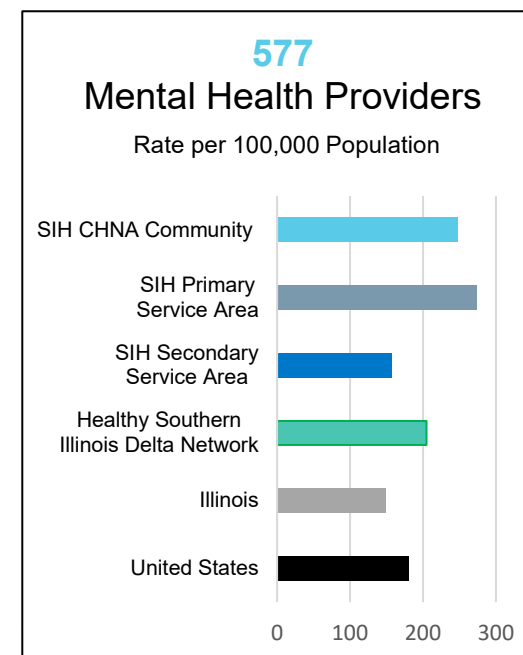 577
Mental Health Providers
Rate per 100,000 Population
SIH CHNA Community
SIH Primary
Service Area
SIH Secondary
Service Area
Healthy Southern
Illinois Delta Network
Illinois
United States
0 100 200 300